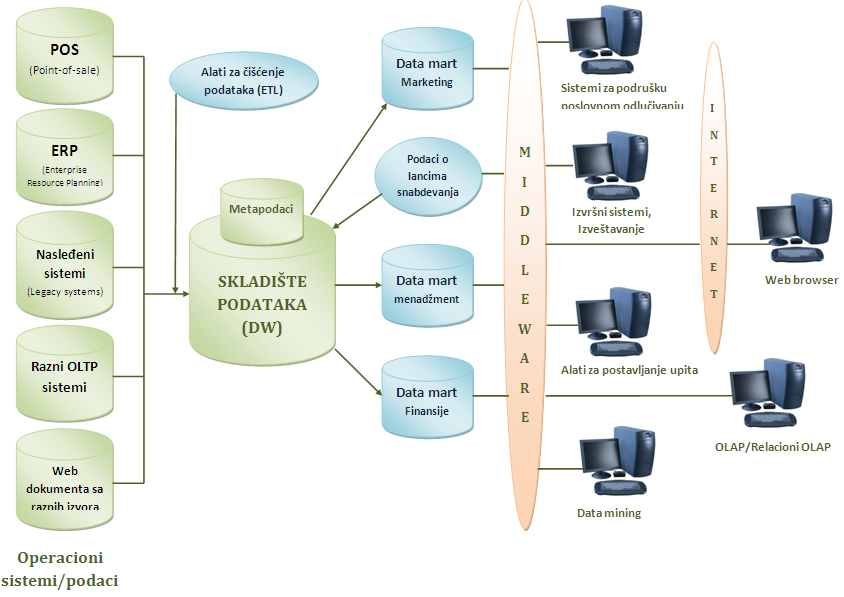 POS
(Point-of-sale)
ERP
(Enterprise
Resource Planning)
Nasleđeni
sistemi
(Legacy systems)
Razni OLTP
sistemi
Web
dokumenta sa
raznih izvora
Operacioni
sistemi/podaci
Alati za čišćenje
podataka (ETL)
Metapodaci
SKLADIŠTE
PODATAKA
(DW)
Data mart
Marketing
Podaci o
lancima
snabdevanja
Data mart
menadžment
Data mart
Finansije
MIDDLEWARE
Sistemi za podrušku
poslovnom odlučivanju
Izvršni sistemi,
Izveštavanje
Alati za postavljanje upita
Data mining
INTERNET
Web browser
OLAP/Relacioni OLAP